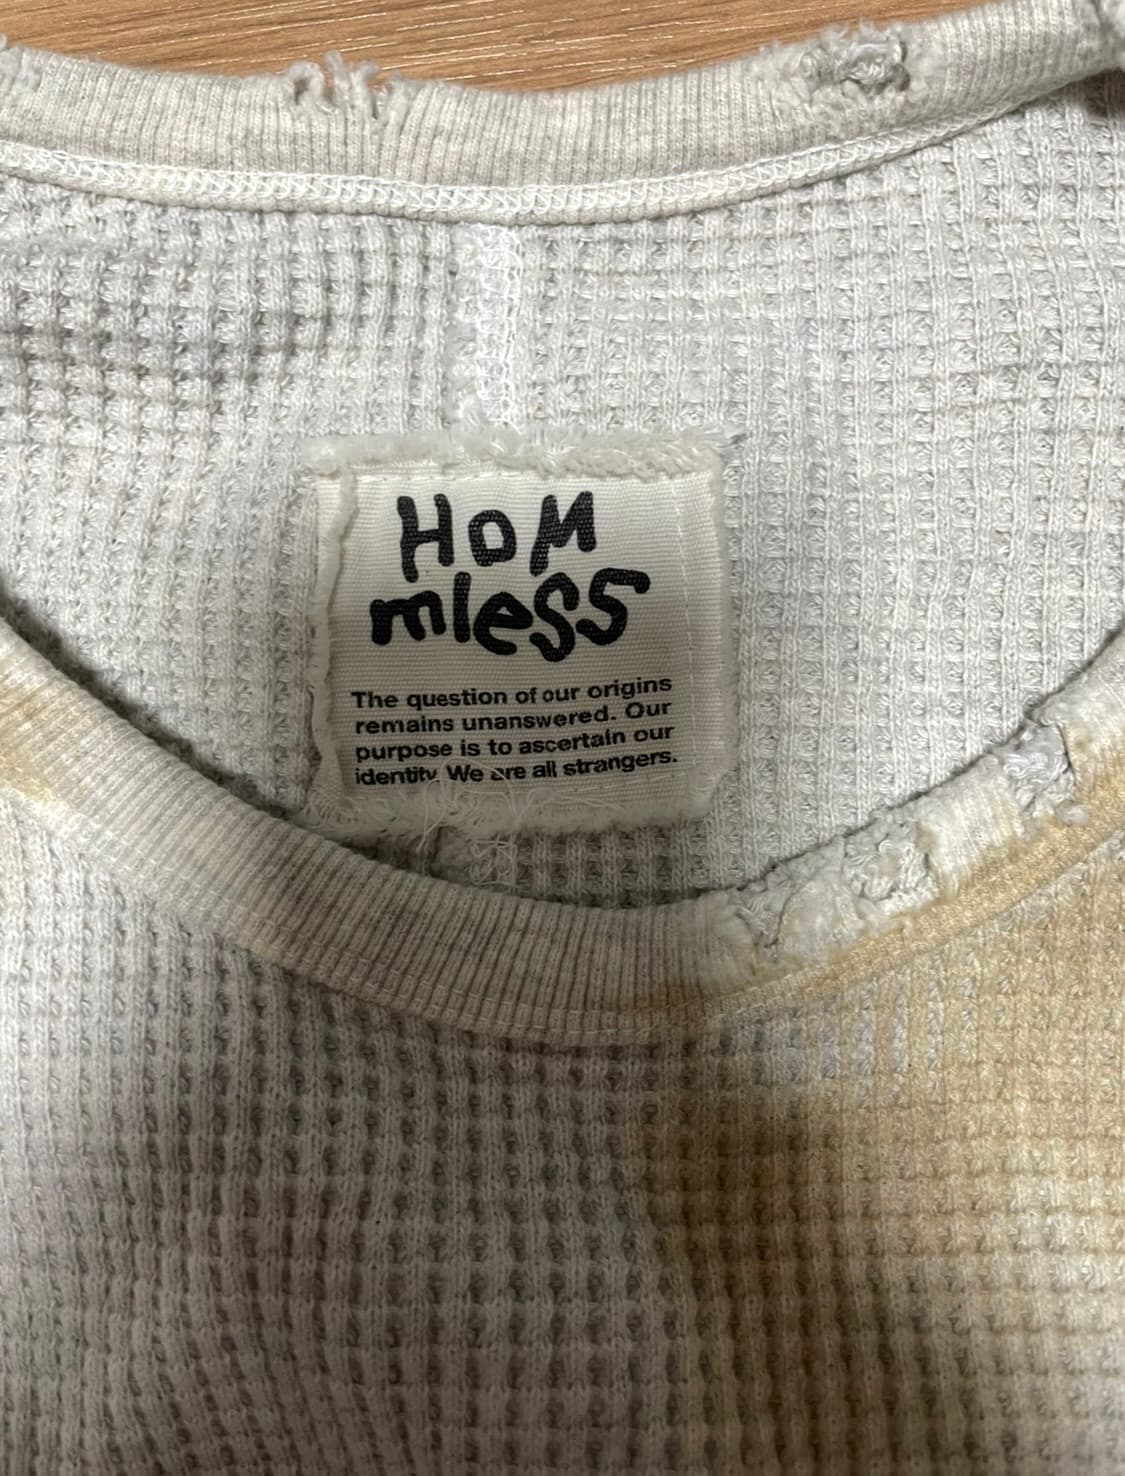 HOM
mless
The question of our origins
remains unanswered. Our
purpose is to ascertain our
identity. We are all strangers.